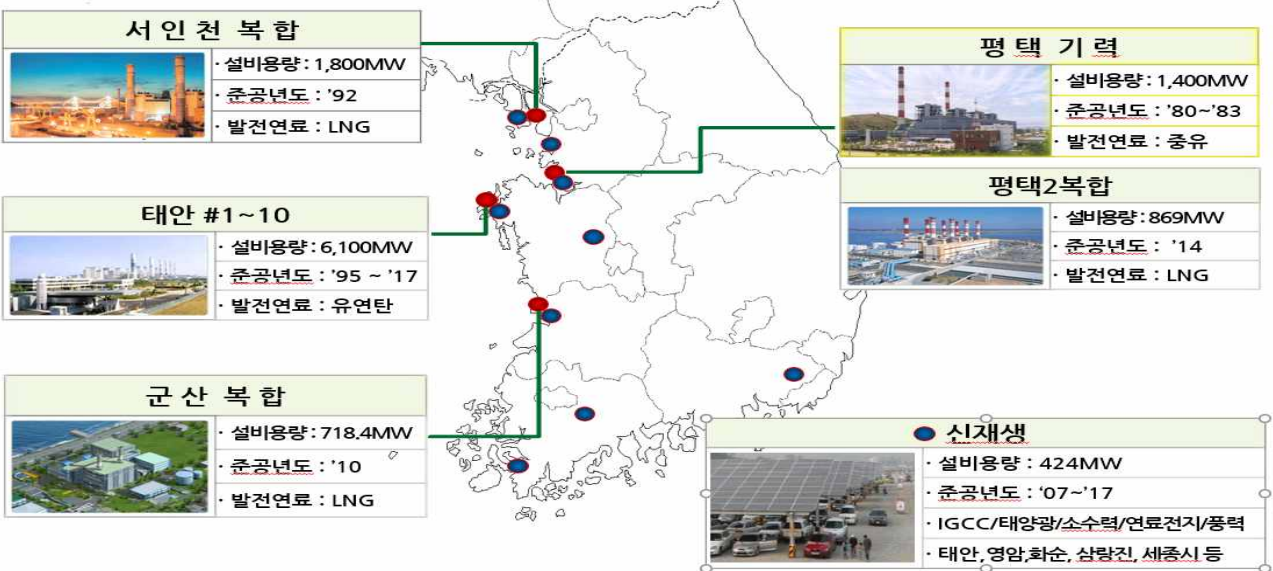 서인천 복합
· 설비용량 : 1,800MW
· 준공년도 : '92
· 발전연료 : LNG
태안 #1~10
· 설비용량 : 6,100MW
· 준공년도 : '95 ~ '17
· 발전연료 : 유연탄
군산 복합
· 설비용량 : 718.4MW
· 준공년도 : '10
· 발전연료 : LNG
평택 기력
· 설비용량 : 1,400MW
· 준공년도 : '80~'83
· 발전연료 : 중유
평택2복합
· 설비용량 : 869MW
· 준공년도 : '14
· 발전연료 : LNG
신재생
· 설비용량 : 424MW
· 준공년도 : '07~'17
· IGCC/태양광/소수력/연료전지/풍력
· 태안,영암,화순, 삼랑진, 세종시 등